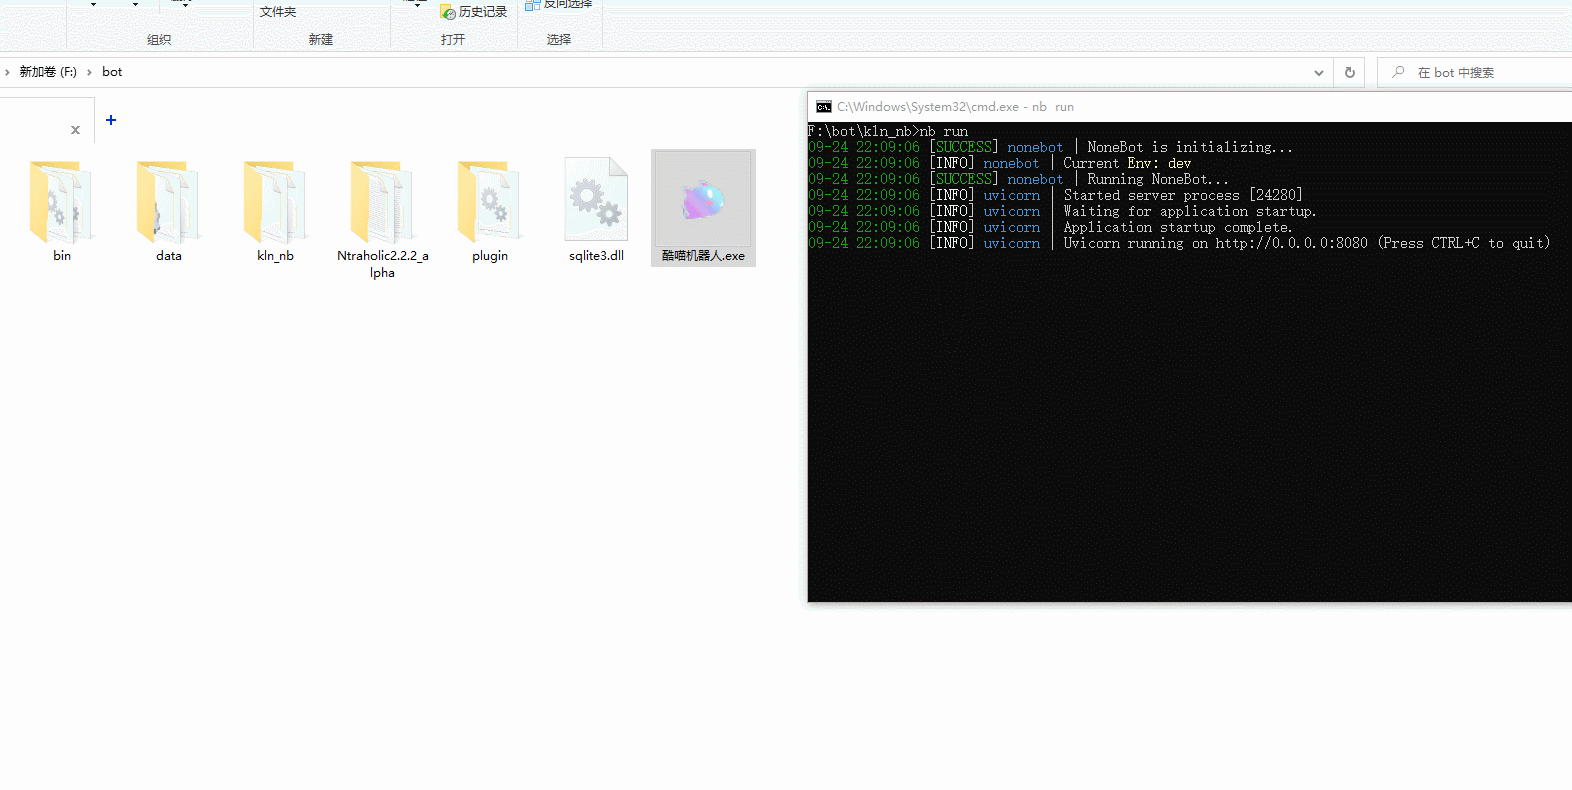 文件夹
历史记录
反向选择
组织
新建
打开
选择
新加卷 (F:) › bot
在 bot 中搜索
x +
bin
data
kln_nb
Ntraholic2.2.2_a
lpha
plugin
sqlite3.dll
酷喵机器人.exe
C:\Windows\System32\cmd.exe - nb run
F:\bot\kln_nb>nb run
09-24 22:09:06 [SUCCESS] nonebot | NoneBot is initializing...
09-24 22:09:06 [INFO] nonebot | Current Env: dev
09-24 22:09:06 [SUCCESS] nonebot | Running NoneBot...
09-24 22:09:06 [INFO] uvicorn | Started server process [24280]
09-24 22:09:06 [INFO] uvicorn | Waiting for application startup.
09-24 22:09:06 [INFO] uvicorn | Application startup complete.
09-24 22:09:06 [INFO] uvicorn | Uvicorn running on http://0.0.0.0:8080 (Press CTRL+C to quit)